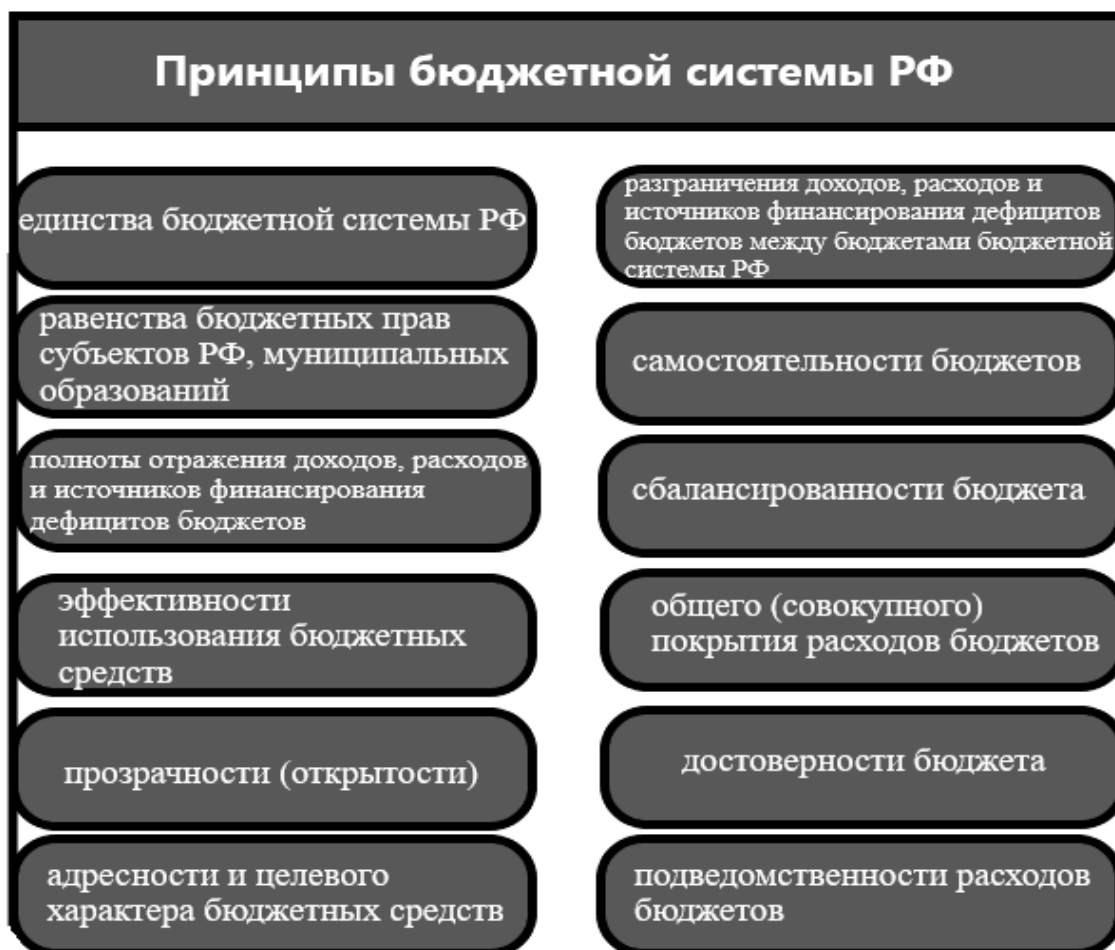 Принципы бюджетной системы РФ
единства бюджетной системы РФ
разграничения доходов, расходов и
источников финансирования дефицитов
бюджетов между бюджетами бюджетной
системы РФ
равенства бюджетных прав
субъектов РФ, муниципальных
образований
самостоятельности бюджетов
полноты отражения доходов, расходов
и источников финансирования
дефицитов бюджетов
сбалансированности бюджета
эффективности
использования бюджетных
средств
общего (совокупного)
покрытия расходов бюджетов
прозрачности (открытости)
достоверности бюджета
адресности и целевого
характера бюджетных средств
подведомственности расходов
бюджетов